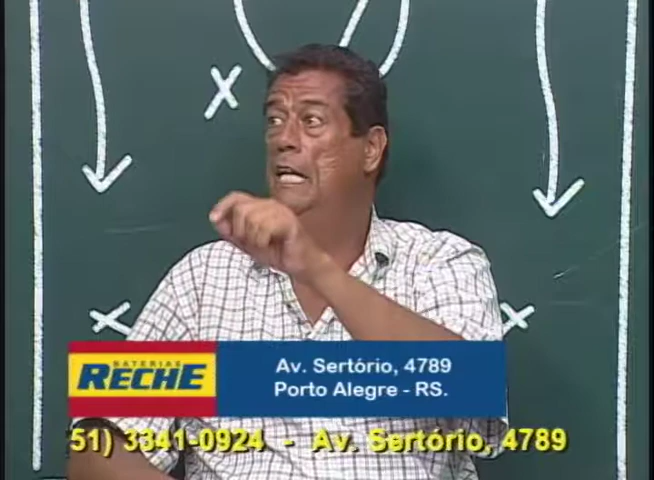 BATERIAS
RECHE
Av. Sertório, 4789
Porto Alegre - RS.
51) 3341-0924 - Av. Sertório, 4789